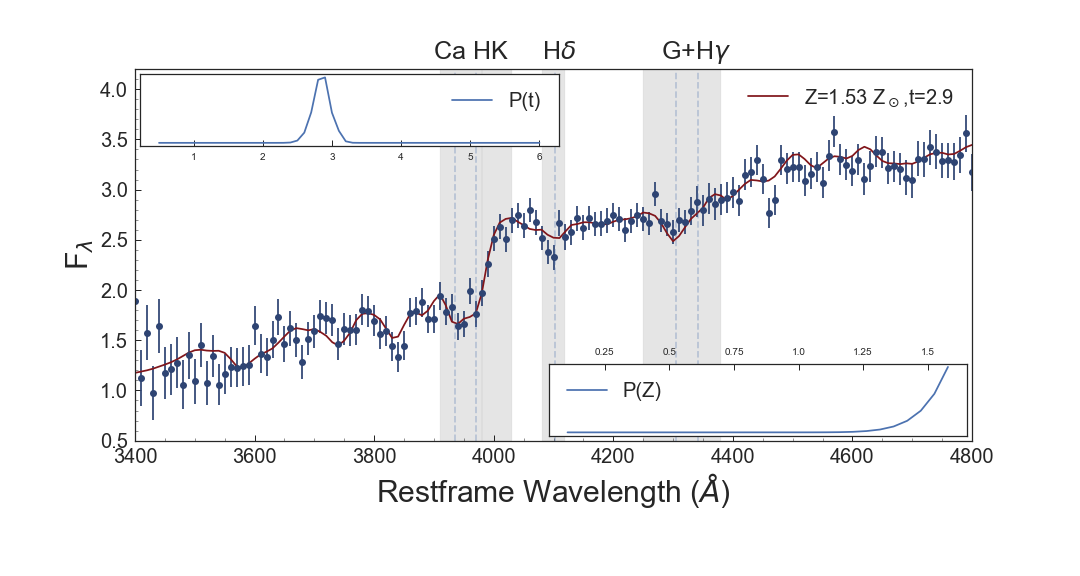 Ca HK Hδ G+Hγ
4.0
3.5
3.0
2.5
2.0
1.5
1.0
0.5
F_λ
P(t)
1 2 3 4 5 6
Z=1.53 Z_⊙,t=2.9
0.25 0.5 0.75 1.0 1.25 1.5
P(Z)
3400 3600 3800 4000 4200 4400 4600 4800
Restframe Wavelength (Å)